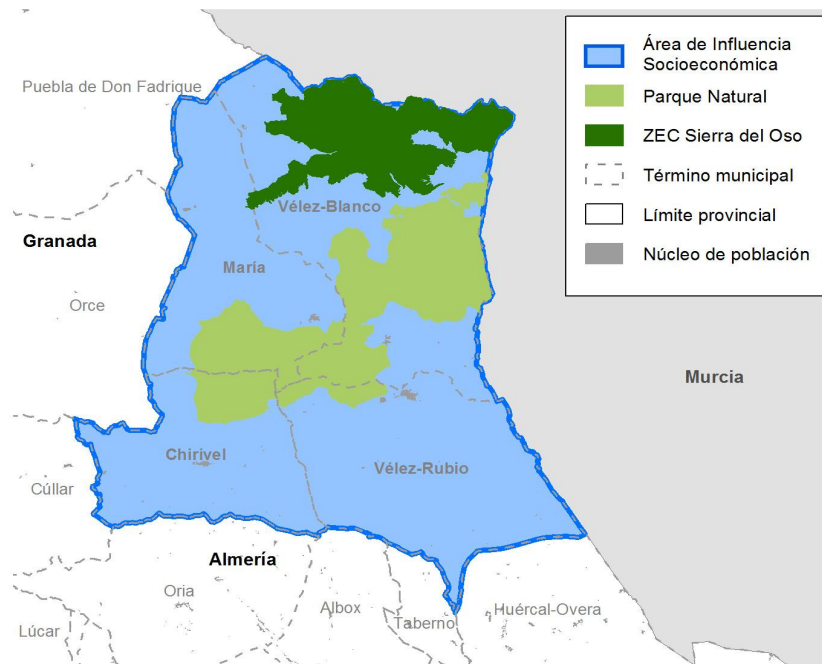 Área de Influencia
Socioeconómica
Parque Natural
ZEC Sierra del Oso
Término municipal
Límite provincial
Núcleo de población
Puebla de Don Fadrique
Vélez-Blanco
Granada
María
Orce
Murcia
Chirivel
Vélez-Rubio
Cúllar
Almería
Oria
Albox
Huércal-Overa
Taberno
Lúcar